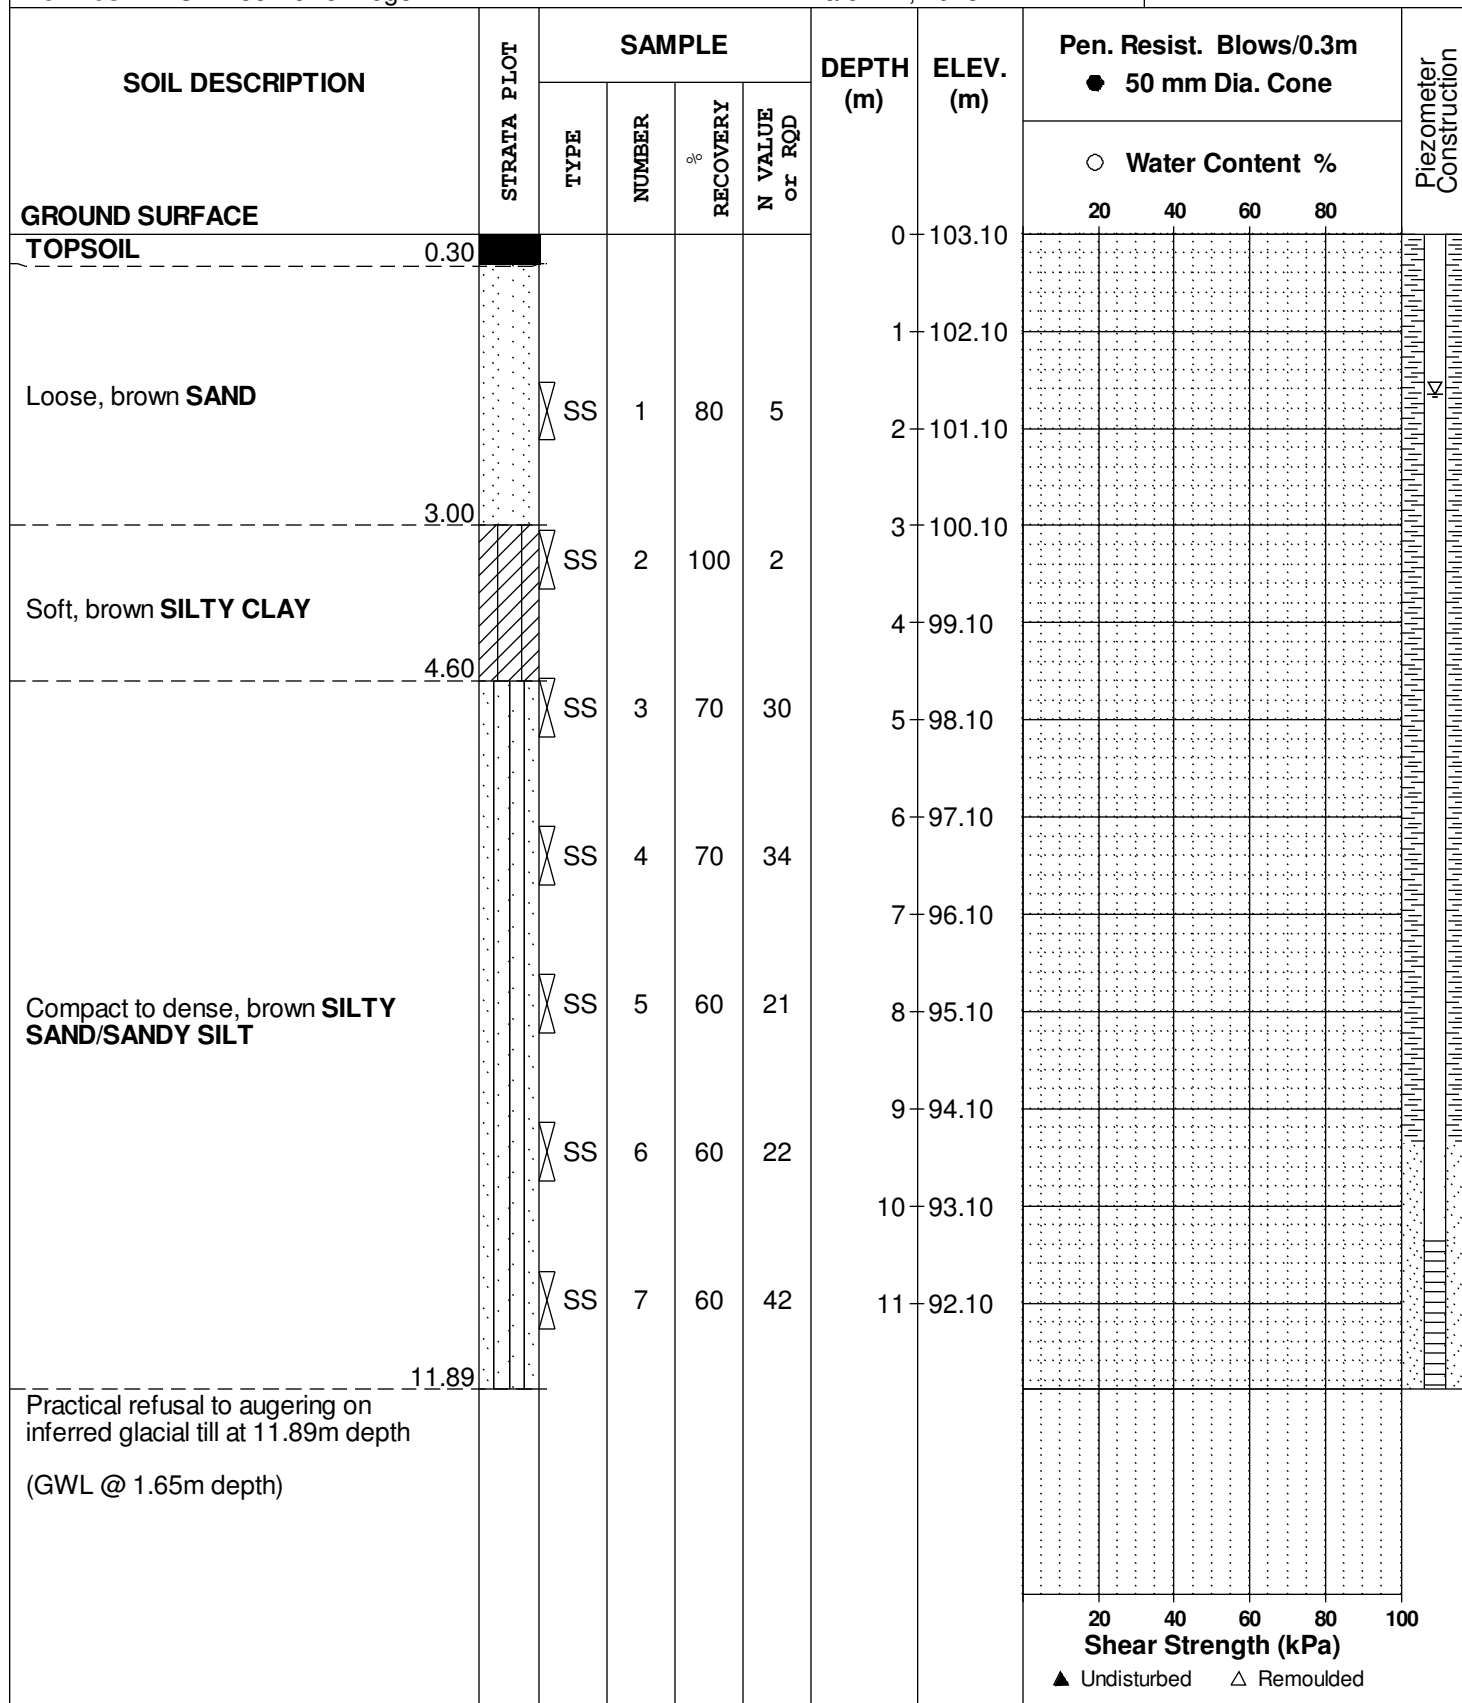 SOIL DESCRIPTION
STRATA PLOT
SAMPLE
TYPE
NUMBER
% RECOVERY
N VALUE or RQD
DEPTH (m)
ELEV. (m)
Pen. Resist. Blows/0.3m
● 50 mm Dia. Cone
○ Water Content %
20 40 60 80
Piezometer Construction
GROUND SURFACE
0 103.10
TOPSOIL 0.30
1 102.10
Loose, brown SAND
SS 1 80 5
2 101.10
3.00
3 100.10
SS 2 100 2
Soft, brown SILTY CLAY
4 99.10
4.60
SS 3 70 30
5 98.10
6 97.10
SS 4 70 34
7 96.10
Compact to dense, brown SILTY
SAND/SANDY SILT
SS 5 60 21
8 95.10
9 94.10
SS 6 60 22
10 93.10
SS 7 60 42
11 92.10
11.89
Practical refusal to augering on
inferred glacial till at 11.89m depth
(GWL @ 1.65m depth)
20 40 60 80 100
Shear Strength (kPa)
▲ Undisturbed △ Remoulded